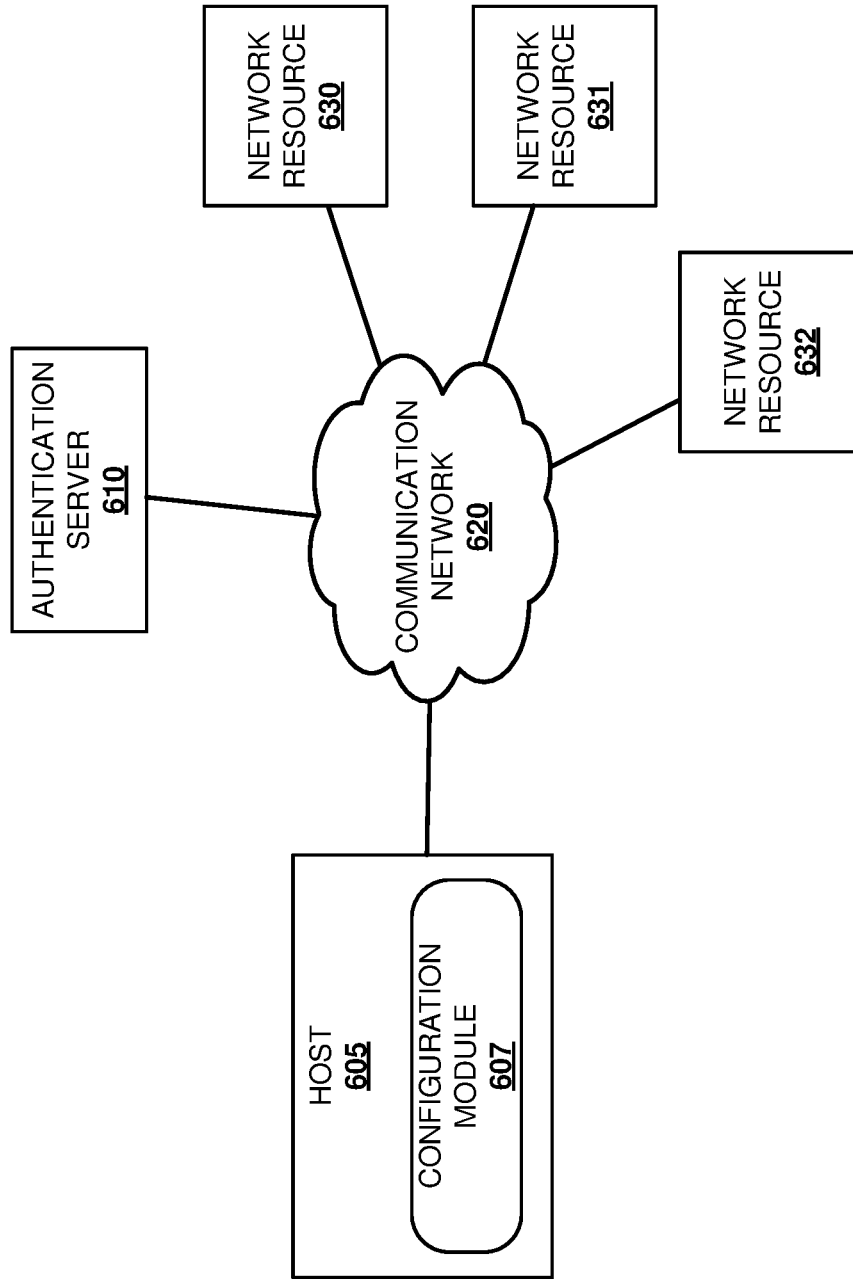 HOST
605
CONFIGURATION
MODULE
607
AUTHENTICATION
SERVER
610
COMMUNICATION
NETWORK
620
NETWORK
RESOURCE
630
NETWORK
RESOURCE
631
NETWORK
RESOURCE
632